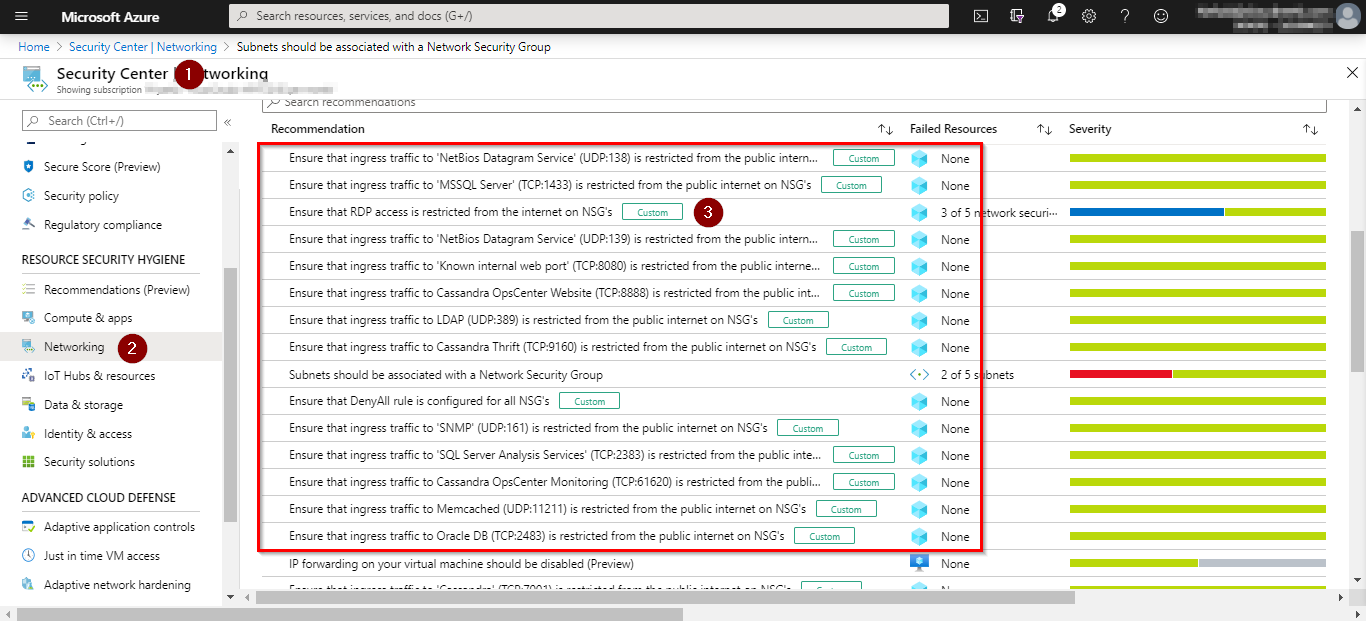 Microsoft Azure
Search resources, services, and docs (G+/)
2
Home > Security Center | Networking > Subnets should be associated with a Network Security Group
Security Center | tworking
1
Showing subscription
Search (Ctrl+/)
«
Secure Score (Preview)
Security policy
Regulatory compliance
RESOURCE SECURITY HYGIENE
Recommendations (Preview)
Compute & apps
Networking 2
IoT Hubs & resources
Data & storage
Identity & access
Security solutions
ADVANCED CLOUD DEFENSE
Adaptive application controls
Just in time VM access
Adaptive network hardening
Search recommendations
Recommendation Failed Resources Severity
Ensure that ingress traffic to 'NetBios Datagram Service' (UDP:138) is restricted from the public intern... Custom None
Ensure that ingress traffic to 'MSSQL Server' (TCP:1433) is restricted from the public internet on NSG's Custom None
Ensure that RDP access is restricted from the internet on NSG's Custom 3 3 of 5 network securi...
Ensure that ingress traffic to 'NetBios Datagram Service' (UDP:139) is restricted from the public intern... Custom None
Ensure that ingress traffic to 'Known internal web port' (TCP:8080) is restricted from the public interne... Custom None
Ensure that ingress traffic to Cassandra OpsCenter Website (TCP:8888) is restricted from the public int... Custom None
Ensure that ingress traffic to LDAP (UDP:389) is restricted from the public internet on NSG's Custom None
Ensure that ingress traffic to Cassandra Thrift (TCP:9160) is restricted from the public internet on NSG's Custom None
Subnets should be associated with a Network Security Group 2 of 5 subnets
Ensure that DenyAll rule is configured for all NSG's Custom None
Ensure that ingress traffic to 'SNMP' (UDP:161) is restricted from the public internet on NSG's Custom None
Ensure that ingress traffic to 'SQL Server Analysis Services' (TCP:2383) is restricted from the public inte... Custom None
Ensure that ingress traffic to Cassandra OpsCenter Monitoring (TCP:61620) is restricted from the publi... Custom None
Ensure that ingress traffic to Memcached (UDP:11211) is restricted from the public internet on NSG's Custom None
Ensure that ingress traffic to Oracle DB (TCP:2483) is restricted from the public internet on NSG's Custom None
IP forwarding on your virtual machine should be disabled (Preview) None
Ensure that ingress traffic to 'Cassandra' (TCP:7001) is restricted from the public internet on NSG's